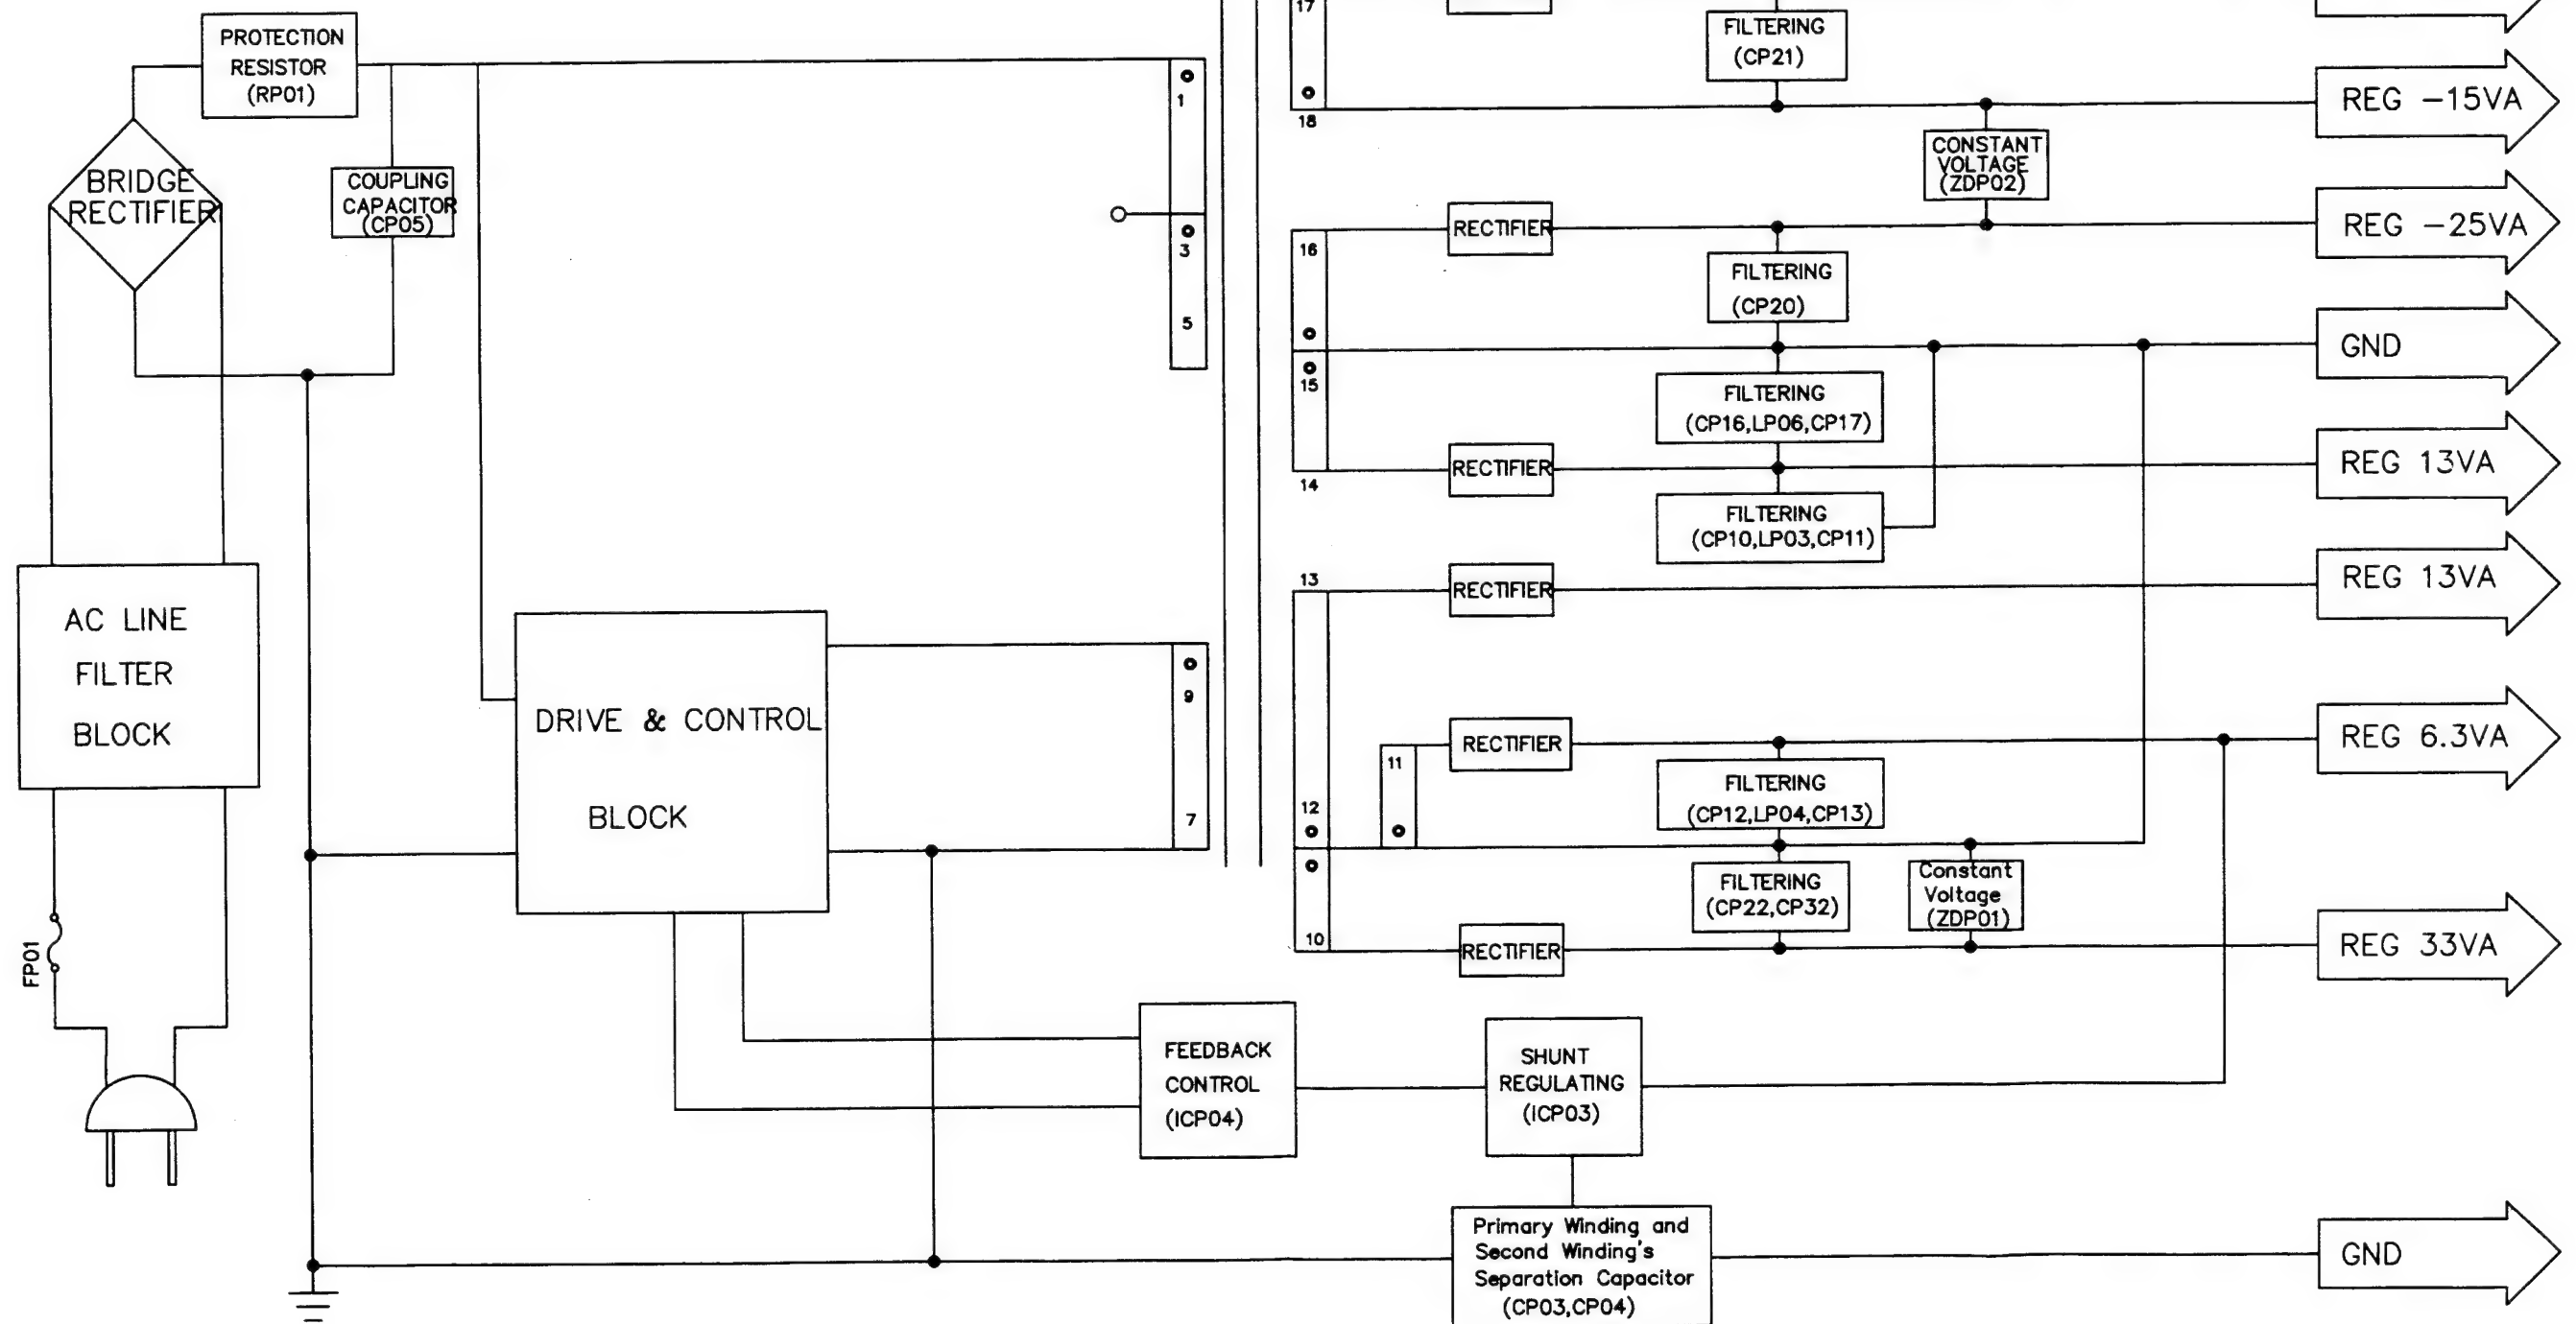 PROTECTION
RESISTOR
(RP01)
BRIDGE
RECTIFIER
COUPLING
CAPACITOR
(CP05)
AC LINE
FILTER
BLOCK
FP01
DRIVE & CONTROL
BLOCK
1
3
5
9
7
FEEDBACK
CONTROL
(ICP04)
17
FILTERING
(CP21)
18
REG -15VA
CONSTANT
VOLTAGE
(ZDP02)
16
RECTIFIER
REG -25VA
FILTERING
(CP20)
GND
15
FILTERING
(CP16,LP06,CP17)
14
RECTIFIER
REG 13VA
FILTERING
(CP10,LP03,CP11)
13
RECTIFIER
REG 13VA
11
RECTIFIER
REG 6.3VA
12
FILTERING
(CP12,LP04,CP13)
FILTERING
(CP22,CP32)
Constant
Voltage
(ZDP01)
10
RECTIFIER
REG 33VA
SHUNT
REGULATING
(ICP03)
Primary Winding and
Second Winding's
Separation Capacitor
(CP03,CP04)
GND